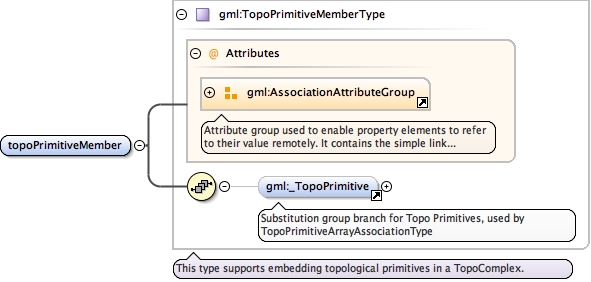 gml:TopoPrimitiveMemberType
@ Attributes
gml:AssociationAttributeGroup
Attribute group used to enable property elements to refer
to their value remotely. It contains the simple link...
topoPrimitiveMember
gml:_TopoPrimitive
Substitution group branch for Topo Primitives, used by
TopoPrimitiveArrayAssociationType
This type supports embedding topological primitives in a TopoComplex.